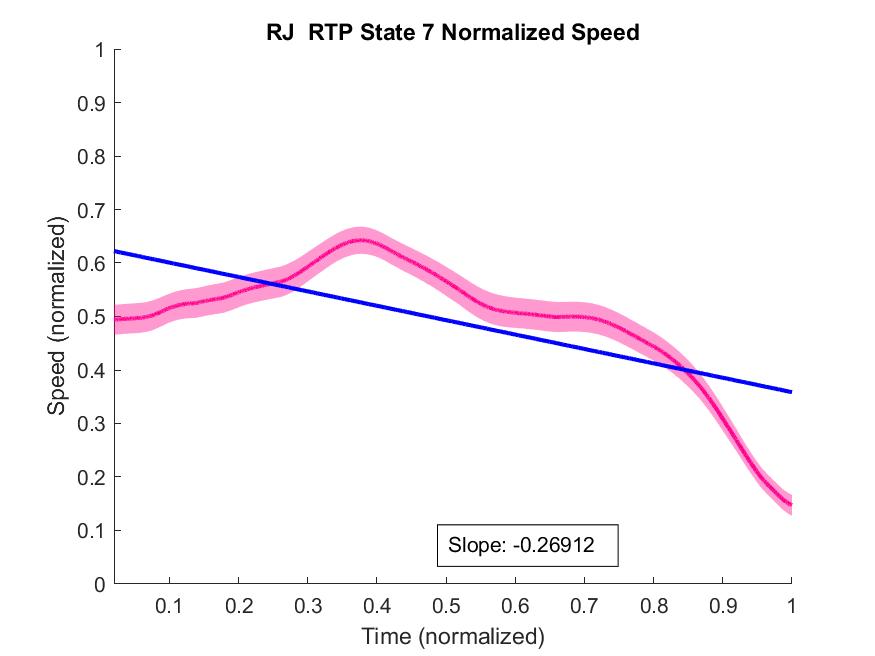 RJ  RTP State 7 Normalized Speed
1
0.9
0.8
0.7
0.6
0.5
0.4
0.3
0.2
0.1
0
Speed (normalized)
Slope: -0.26912
0.1 0.2 0.3 0.4 0.5 0.6 0.7 0.8 0.9 1
Time (normalized)